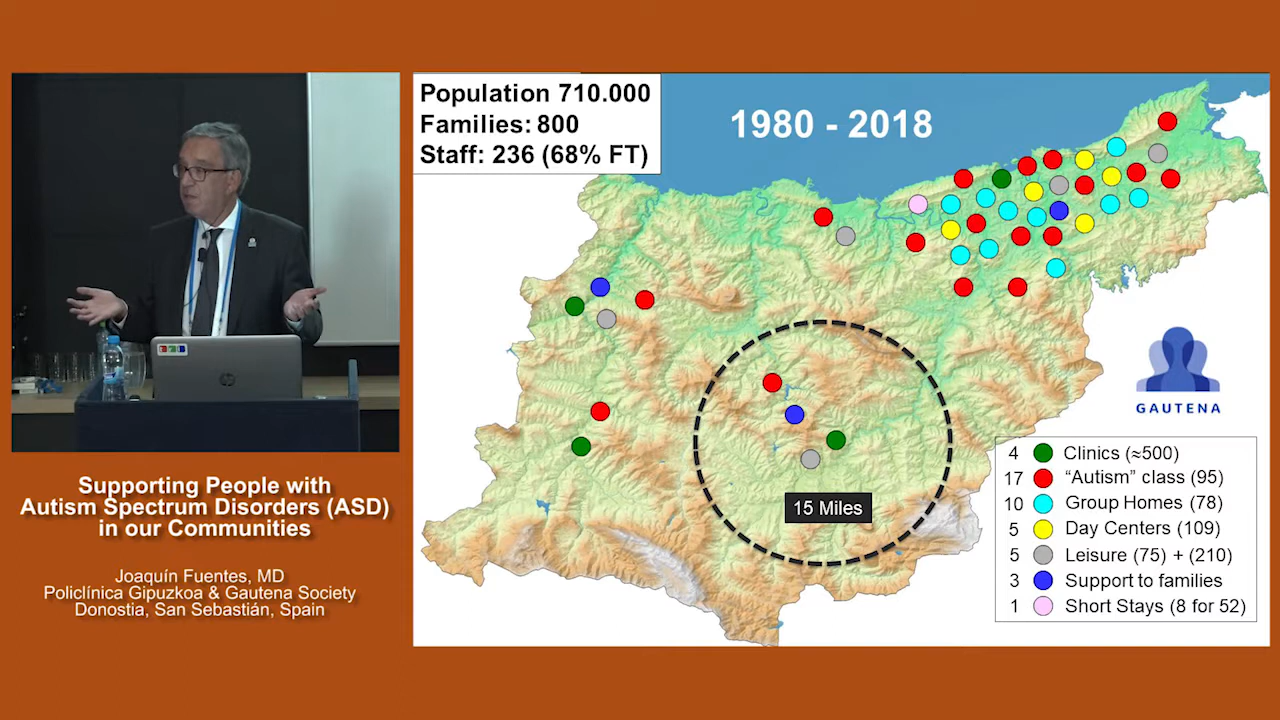 Population 710.000
Families: 800
Staff: 236 (68% FT)
1980 - 2018
GAUTENA
15 Miles
4 Clinics (≈500)
17 “Autism” class (95)
10 Group Homes (78)
5 Day Centers (109)
5 Leisure (75) + (210)
3 Support to families
1 Short Stays (8 for 52)
Supporting People with
Autism Spectrum Disorders (ASD)
in our Communities
Joaquín Fuentes, MD
Policlínica Gipuzkoa & Gautena Society
Donostia, San Sebastián, Spain
hp